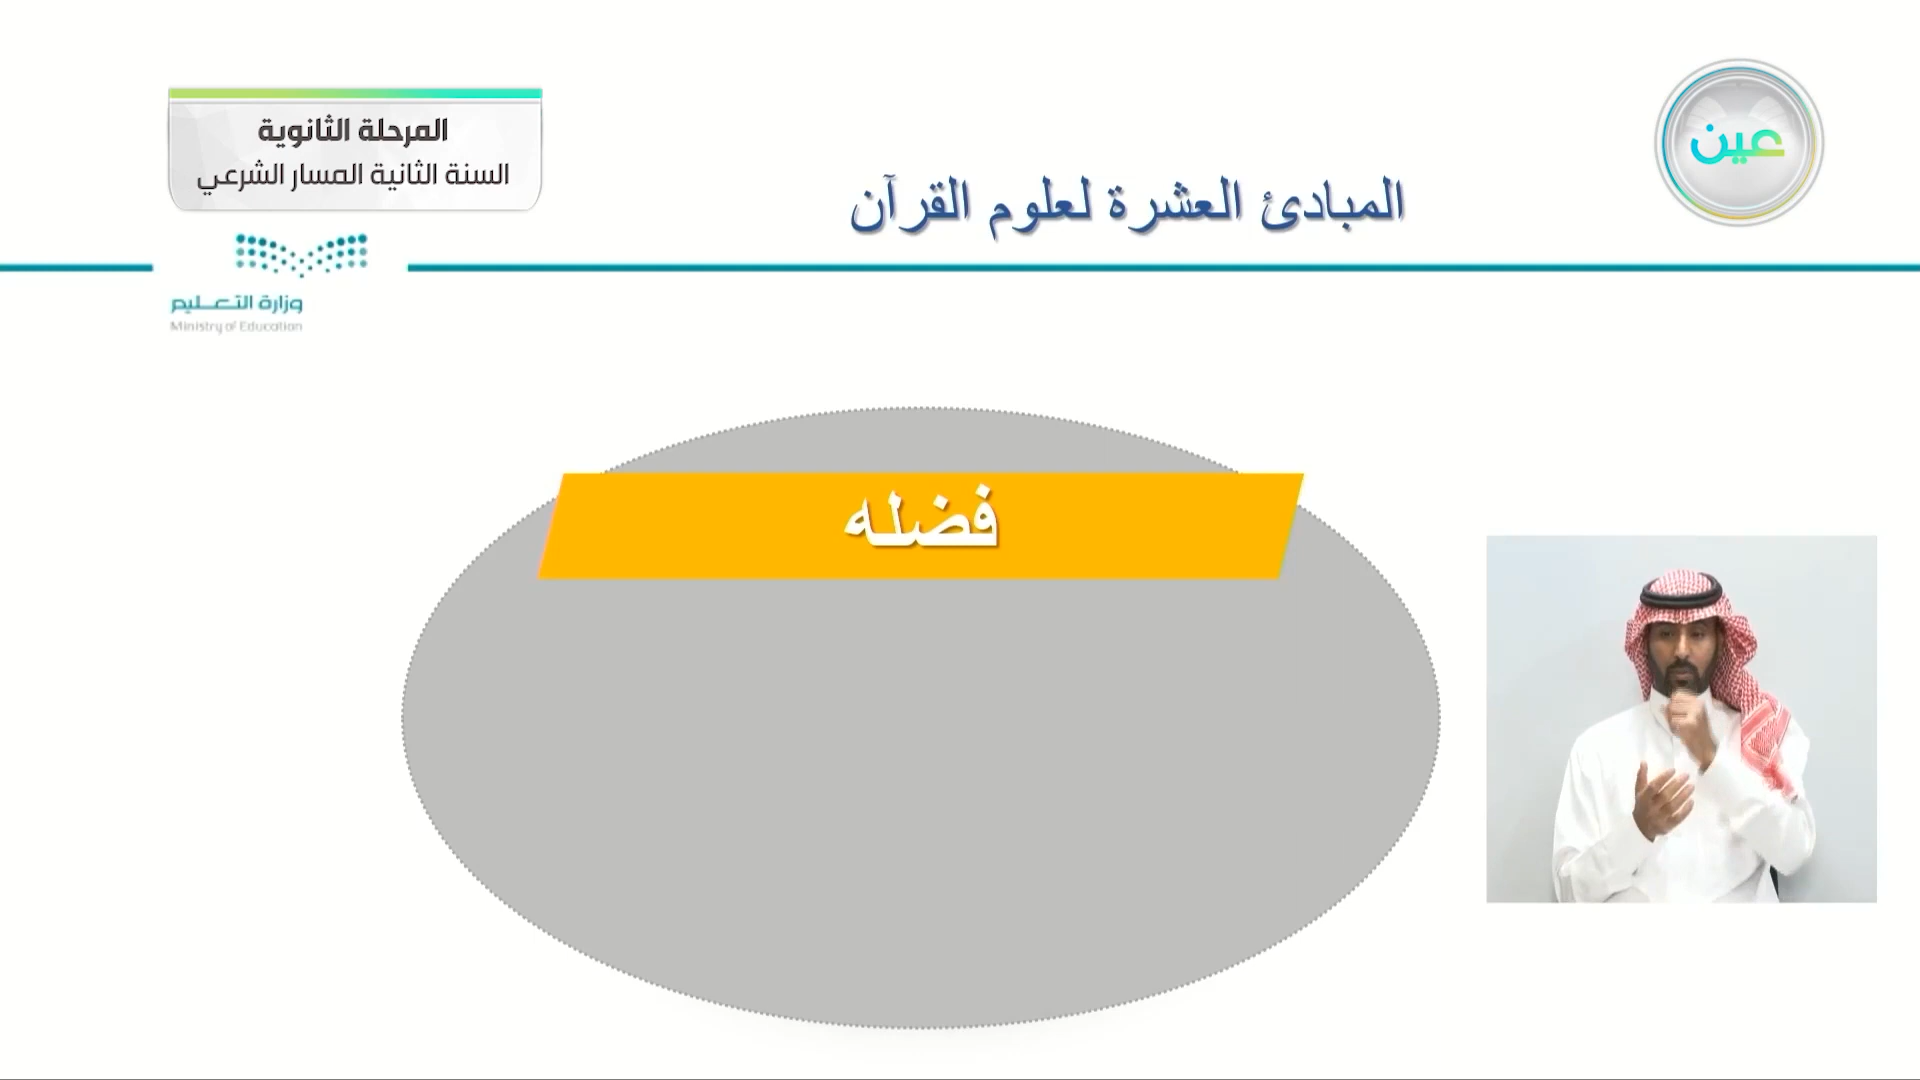 عين
المرحلة الثانوية
السنة الثانية المسار الشرعي
المبادئ العشرة لعلوم القرآن
وزارة التعليم
Ministry of Education
فضله